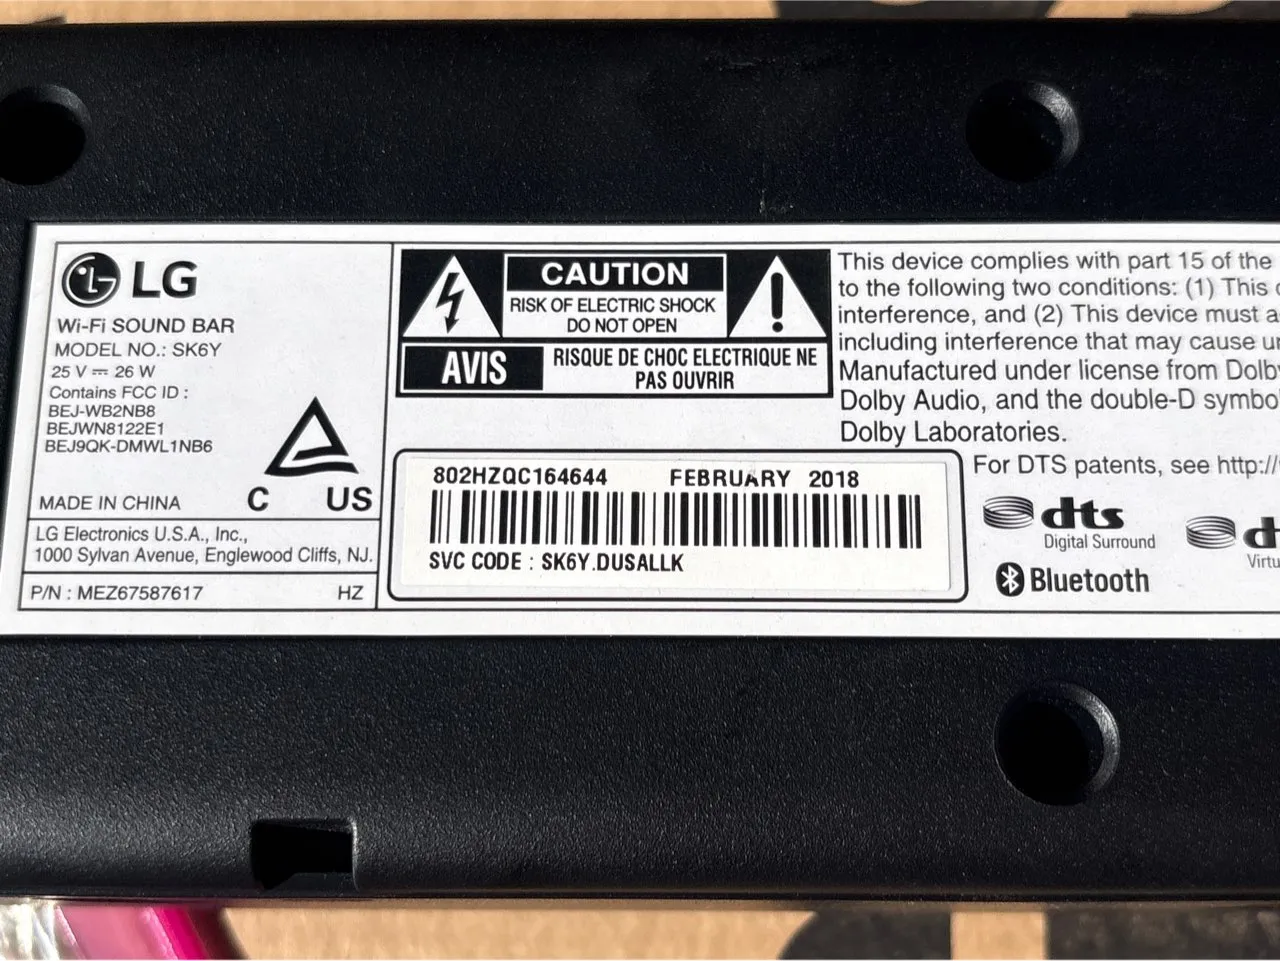 LG
Wi-Fi SOUND BAR
MODEL NO.: SK6Y
25 V ⎓ 26 W
Contains FCC ID :
BEJ-WB2NB8
BEJWN8122E1
BEJ9QK-DMWL1NB6
MADE IN CHINA
C US
LG Electronics U.S.A., Inc.,
1000 Sylvan Avenue, Englewood Cliffs, NJ.
P/N : MEZ67587617 HZ
CAUTION
RISK OF ELECTRIC SHOCK
DO NOT OPEN
AVIS
RISQUE DE CHOC ELECTRIQUE NE
PAS OUVRIR
802HZQC164644 FEBRUARY 2018
SVC CODE : SK6Y.DUSALLK
This device complies with part 15 of the
to the following two conditions: (1) This
interference, and (2) This device must
including interference that may cause
Manufactured under license from Dolby
Dolby Audio, and the double-D symbol
Dolby Laboratories.
For DTS patents, see http:/
dts
Digital Surround
Bluetooth